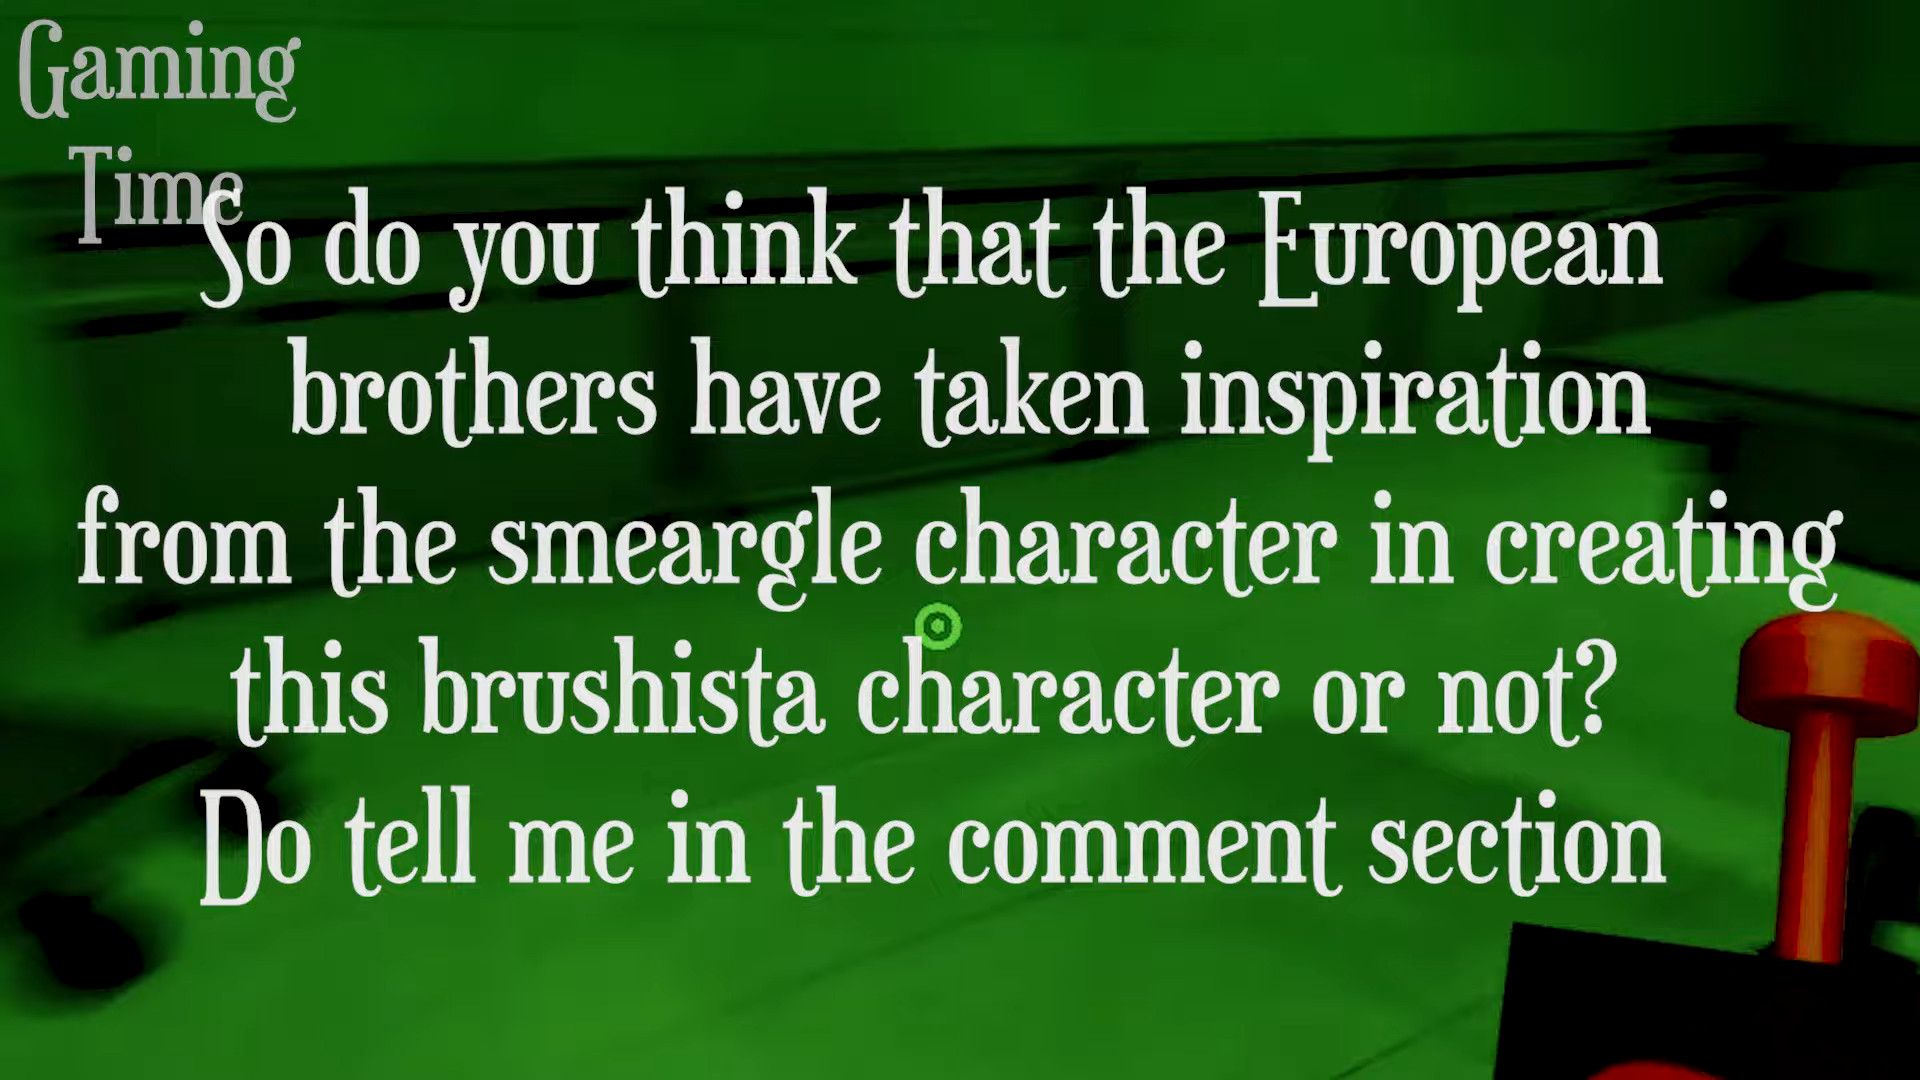 Gaming
Time
So do you think that the European
brothers have taken inspiration
from the smeargle character in creating
this brushista character or not?
Do tell me in the comment section